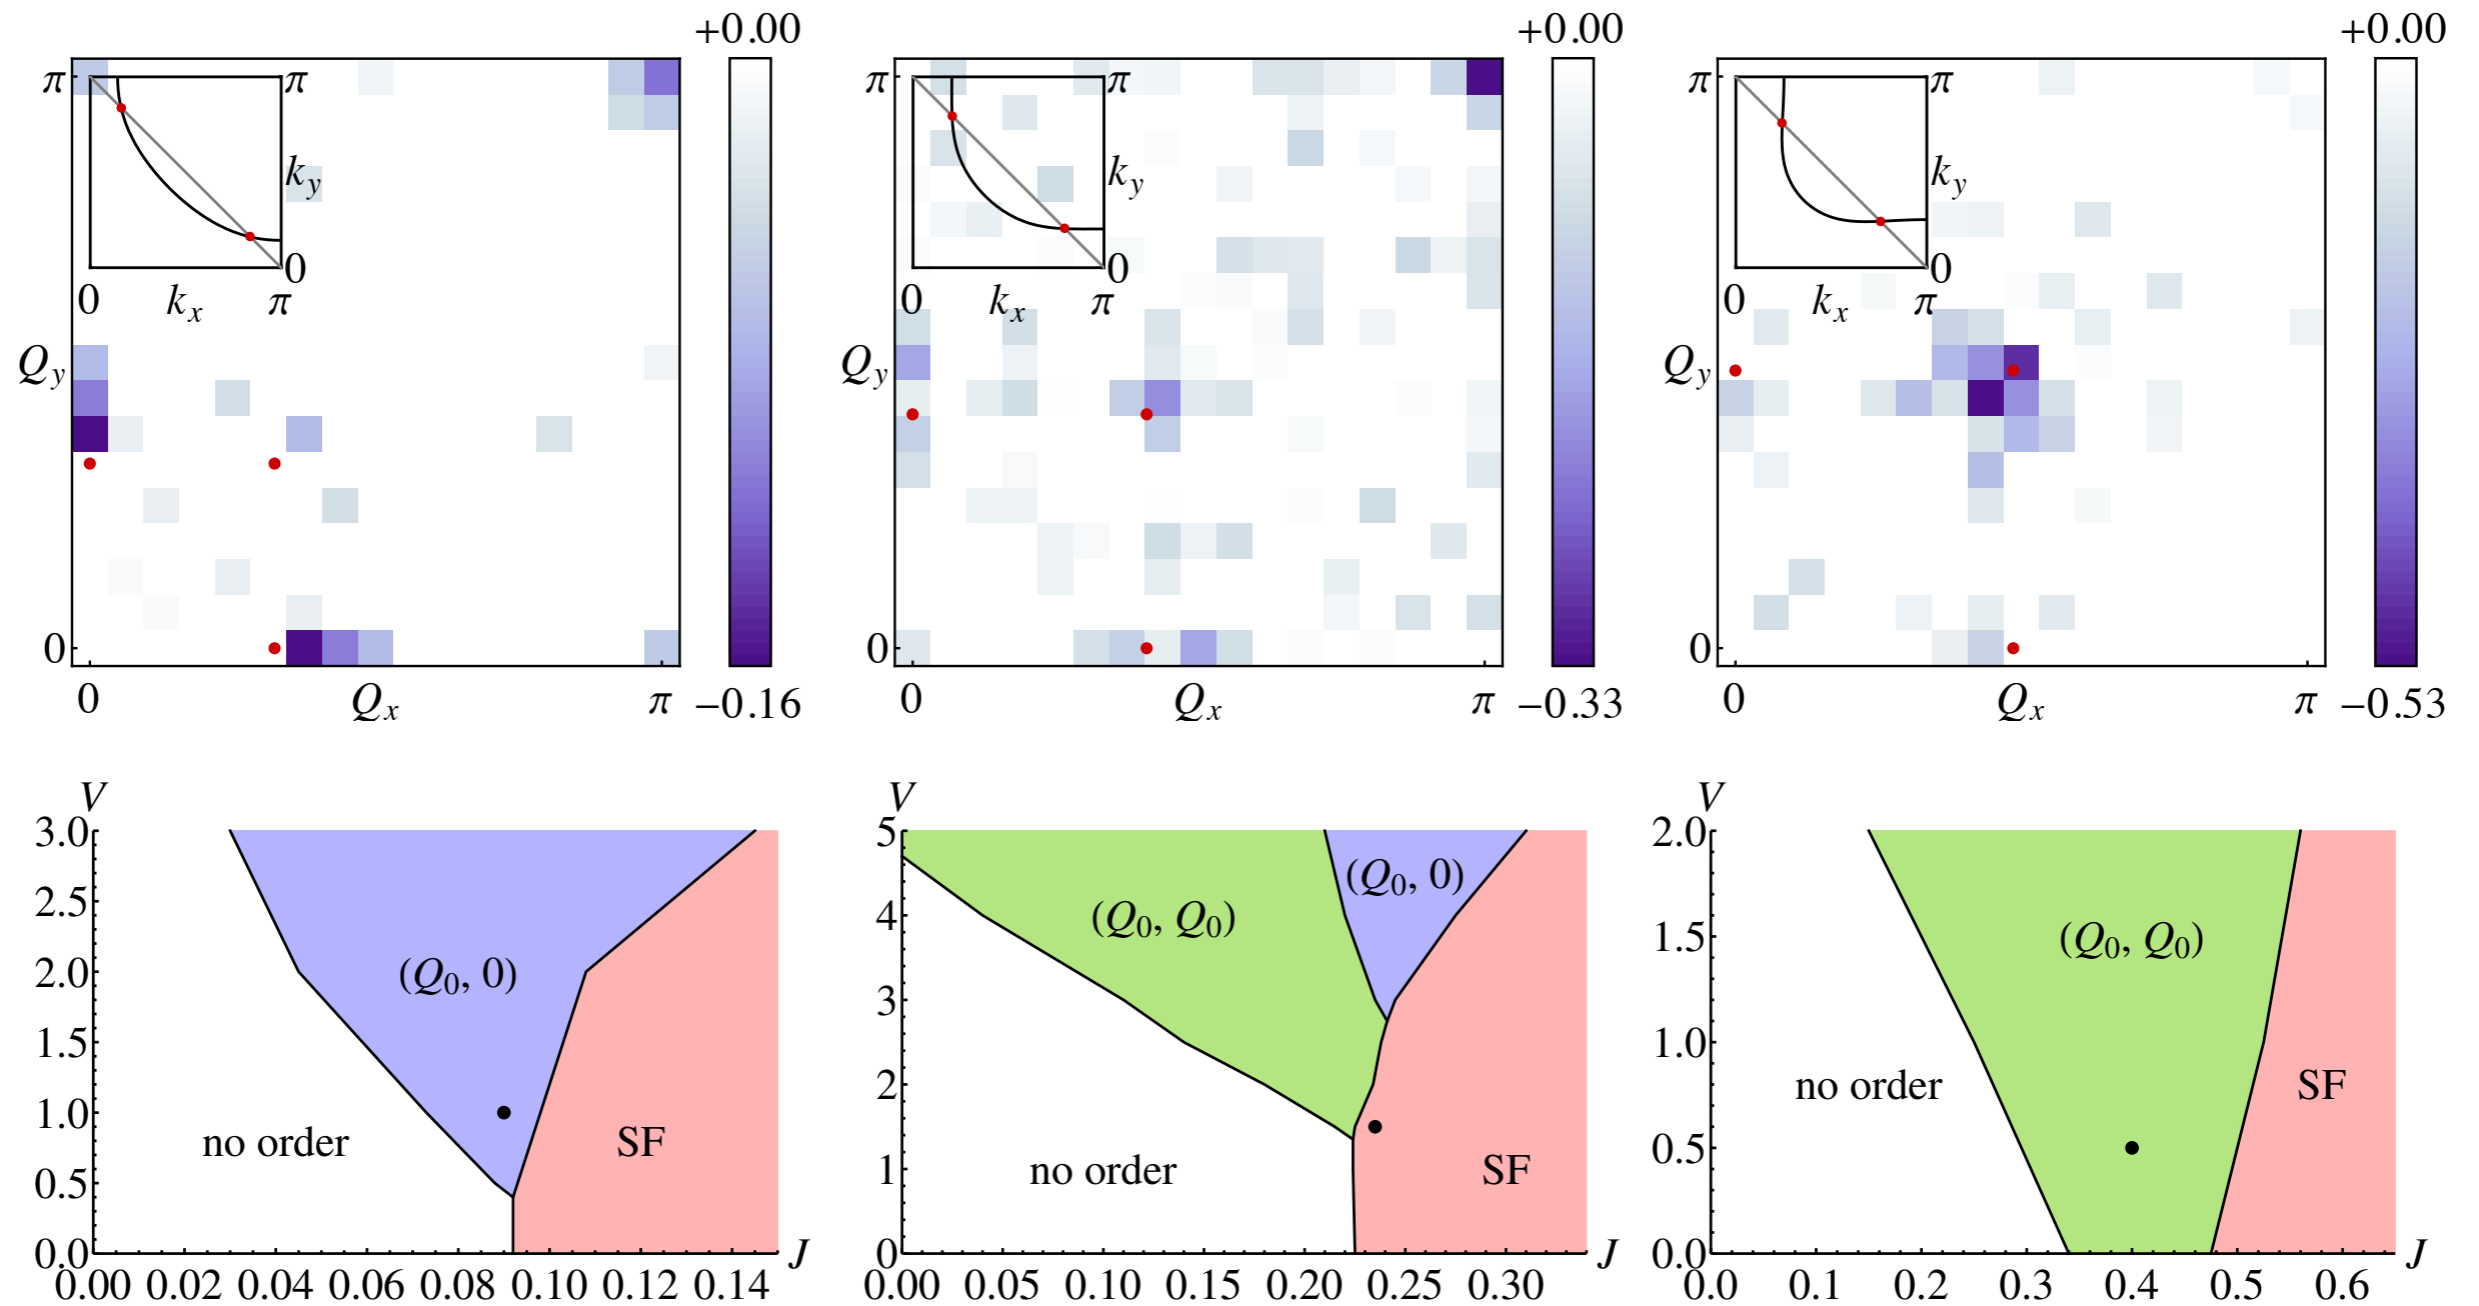 +0.00 +0.00 +0.00
π π π π π π
k_y k_y k_y
0 0 0
0 k_x π 0 k_x π 0 k_x π
Q_y Q_y Q_y
0 0 0
0 Q_x π −0.16 0 Q_x π −0.33 0 Q_x π −0.53
V
3.0
2.5
2.0
1.5
1.0
0.5
0.0
(Q_0, 0)
no order
SF
0.00 0.02 0.04 0.06 0.08 0.10 0.12 0.14
J
V
5
4
3
2
1
0
(Q_0, 0)
(Q_0, Q_0)
no order
SF
0.00 0.05 0.10 0.15 0.20 0.25 0.30
J
V
2.0
1.5
1.0
0.5
0.0
(Q_0, Q_0)
no order
SF
0.0 0.1 0.2 0.3 0.4 0.5 0.6
J